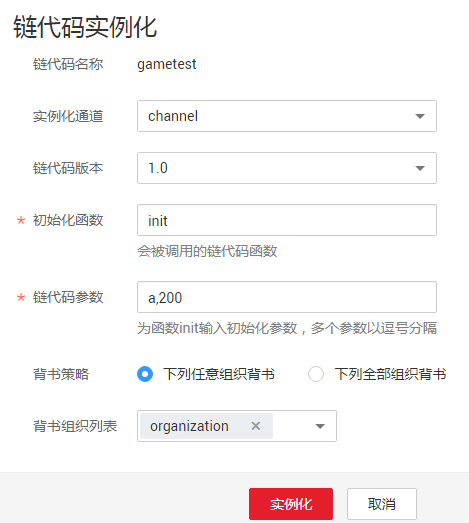 链代码实例化
链代码名称 gametest
实例化通道 channel
链代码版本 1.0
* 初始化函数 init
会被调用的链代码函数
* 链代码参数 a,200
为函数init输入初始化参数，多个参数以逗号分隔
背书策略 下列任意组织背书 下列全部组织背书
背书组织列表 organization ×
实例化 取消